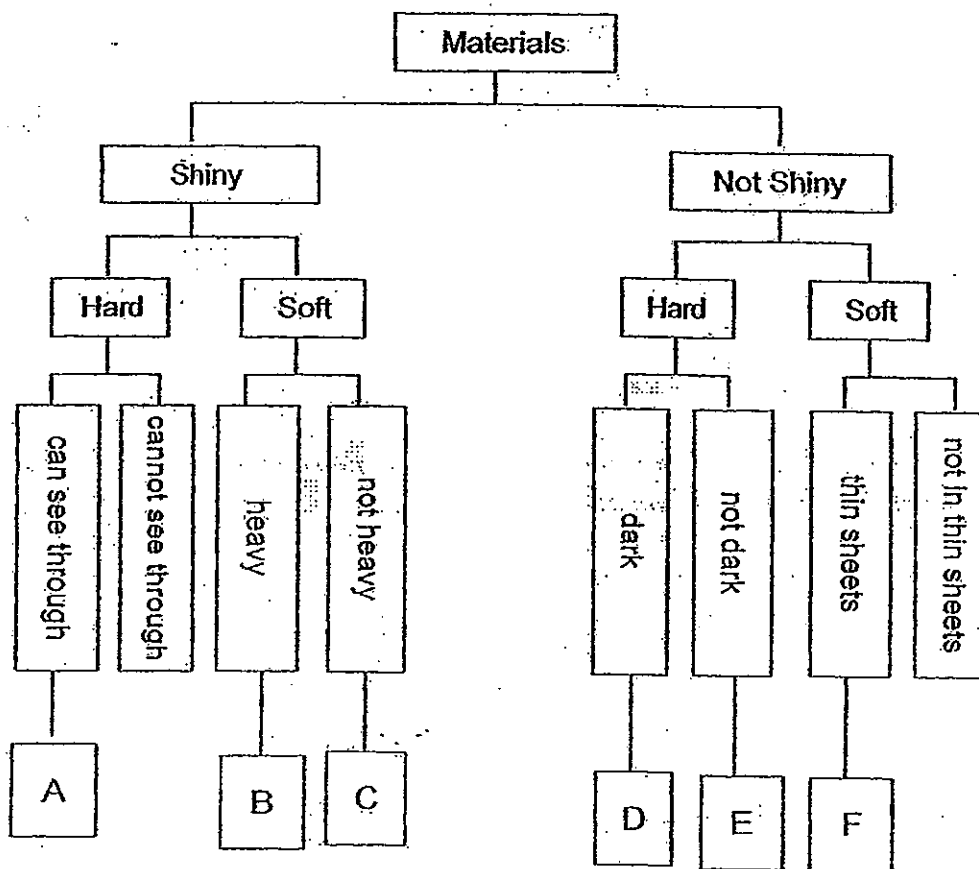 Materials
Shiny
Not Shiny
Hard
Soft
Hard
Soft
can see through
cannot see through
heavy
not heavy
dark
not dark
thin sheets
not in thin sheets
A
B
C
D
E
F